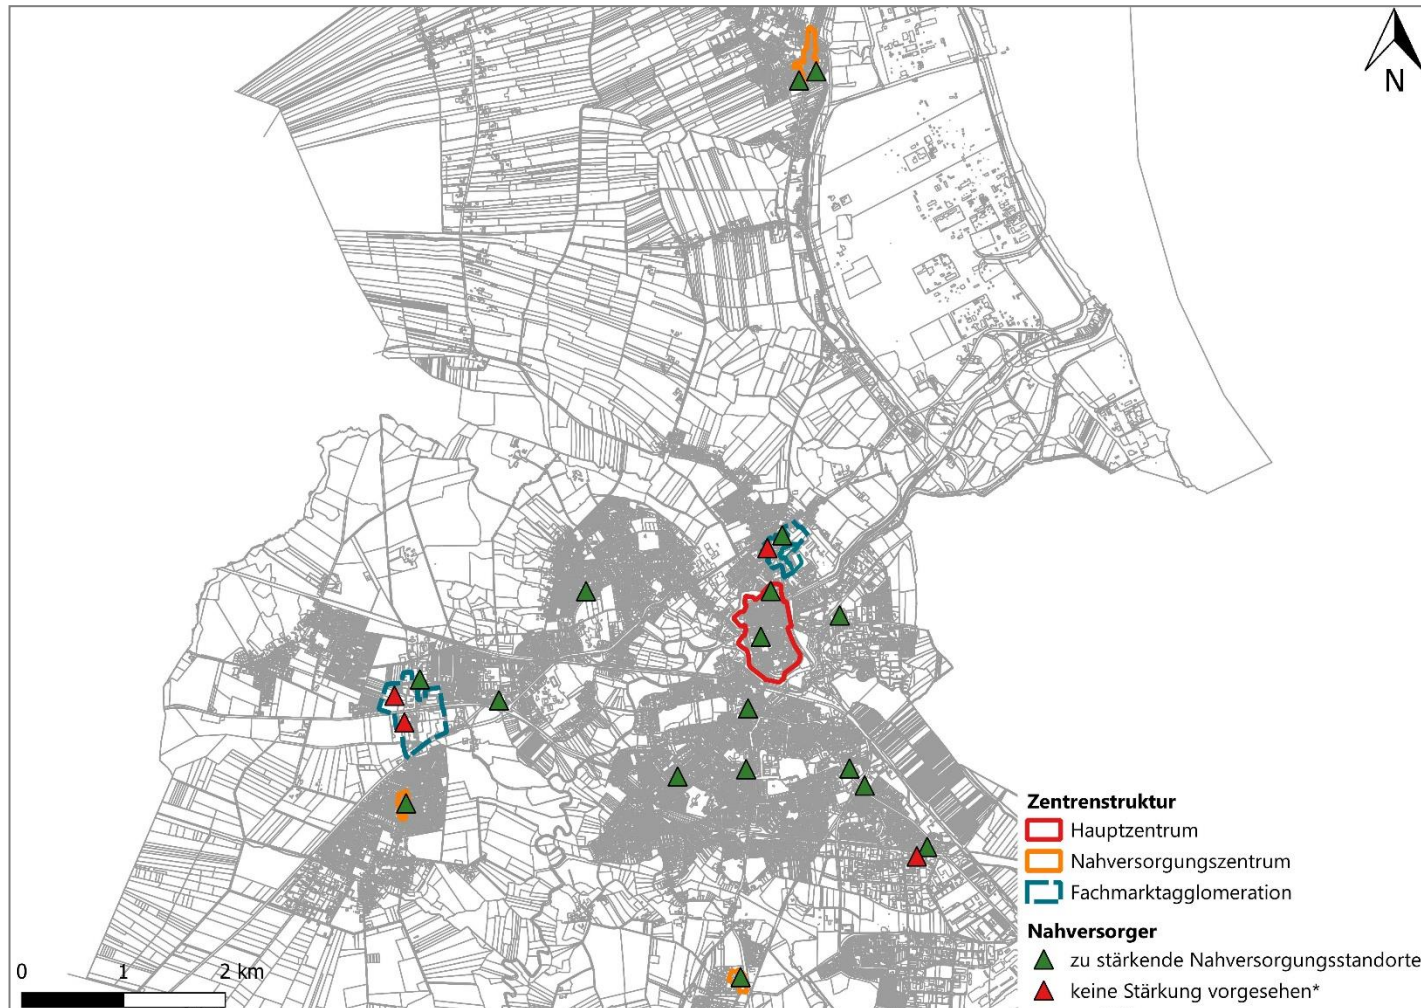 N
Zentrenstruktur
Hauptzentrum
Nahversorgungszentrum
Fachmarktagglomeration
Nahversorger
zu stärkende Nahversorgungsstandorte
keine Stärkung vorgesehen*
0 1 2 km